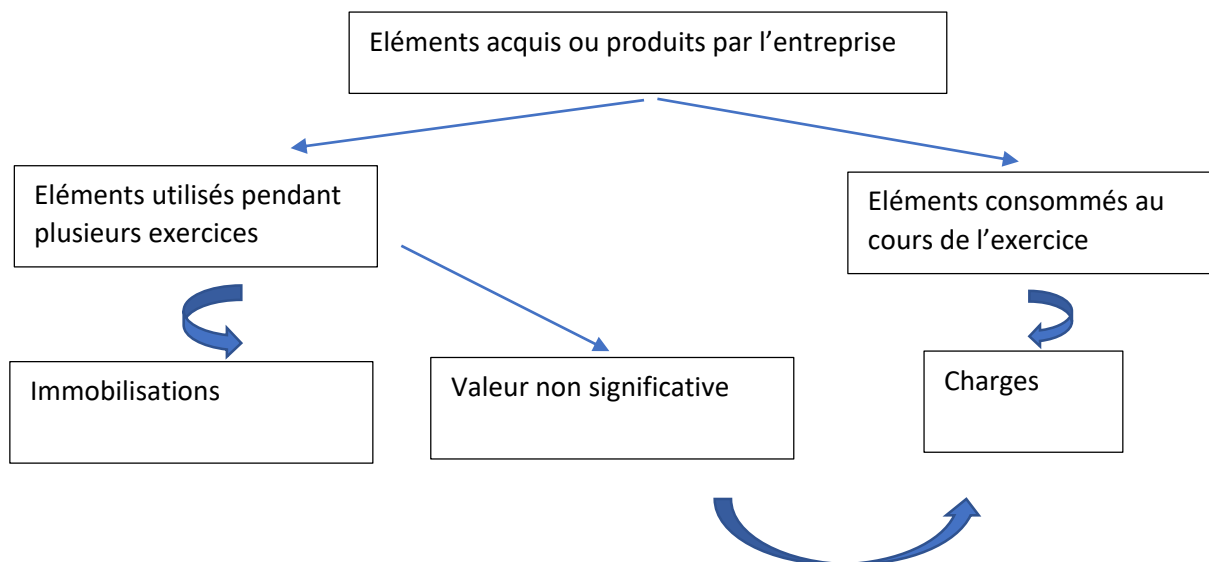 Eléments acquis ou produits par l’entreprise
Eléments utilisés pendant
plusieurs exercices
Eléments consommés au
cours de l’exercice
Immobilisations
Valeur non significative
Charges